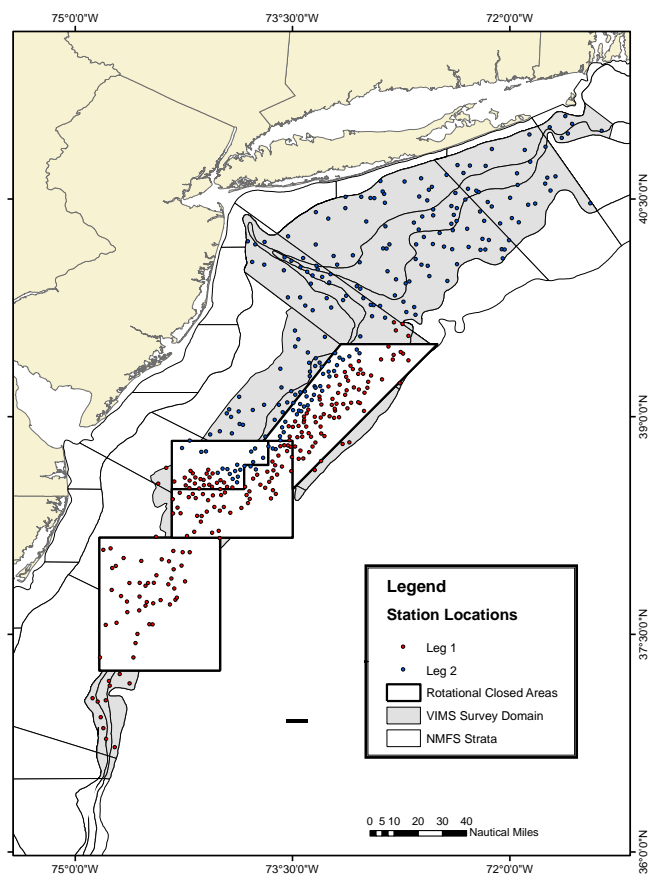 75°0'0"W 73°30'0"W 72°0'0"W
40°30'0"N
39°0'0"N
37°30'0"N
36°0'0"N
Legend
Station Locations
Leg 1
Leg 2
Rotational Closed Areas
VIMS Survey Domain
NMFS Strata
0 5 10 20 30 40
Nautical Miles
75°0'0"W 73°30'0"W 72°0'0"W